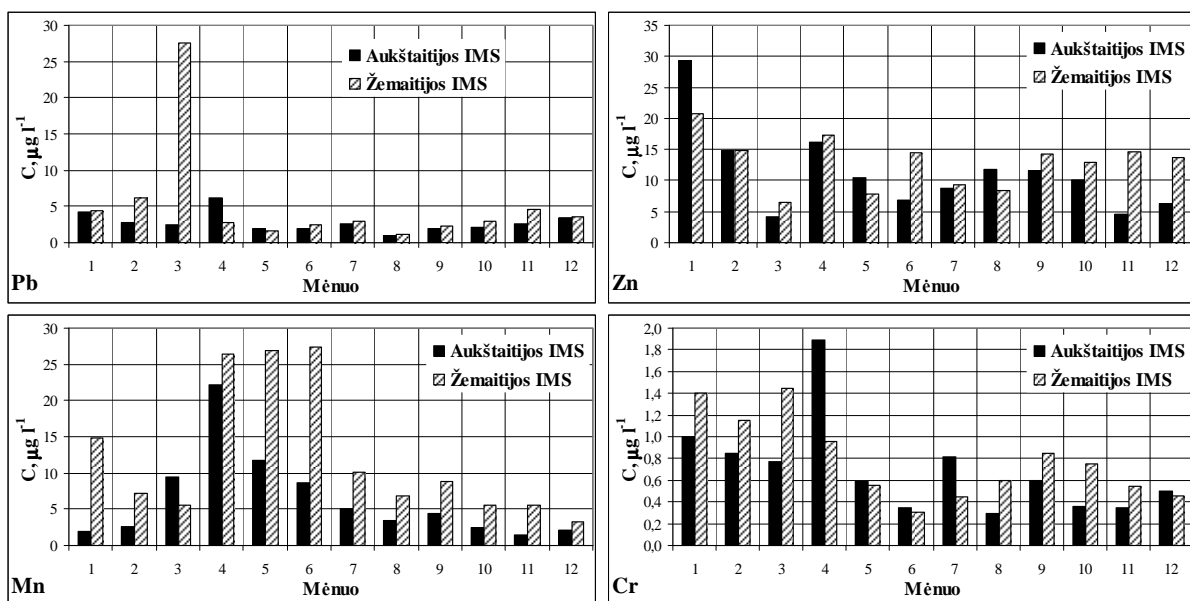 30
25
20
15
10
5
0
C, µg l⁻¹
Aukštaitijos IMS
Žemaitijos IMS
1 2 3 4 5 6 7 8 9 10 11 12
Mėnuo
Pb
35
30
25
20
15
10
5
0
C, µg l⁻¹
Aukštaitijos IMS
Žemaitijos IMS
1 2 3 4 5 6 7 8 9 10 11 12
Mėnuo
Zn
30
25
20
15
10
5
0
C, µg l⁻¹
Aukštaitijos IMS
Žemaitijos IMS
1 2 3 4 5 6 7 8 9 10 11 12
Mėnuo
Mn
2,0
1,8
1,6
1,4
1,2
1,0
0,8
0,6
0,4
0,2
0,0
C, µg l⁻¹
Aukštaitijos IMS
Žemaitijos IMS
1 2 3 4 5 6 7 8 9 10 11 12
Mėnuo
Cr